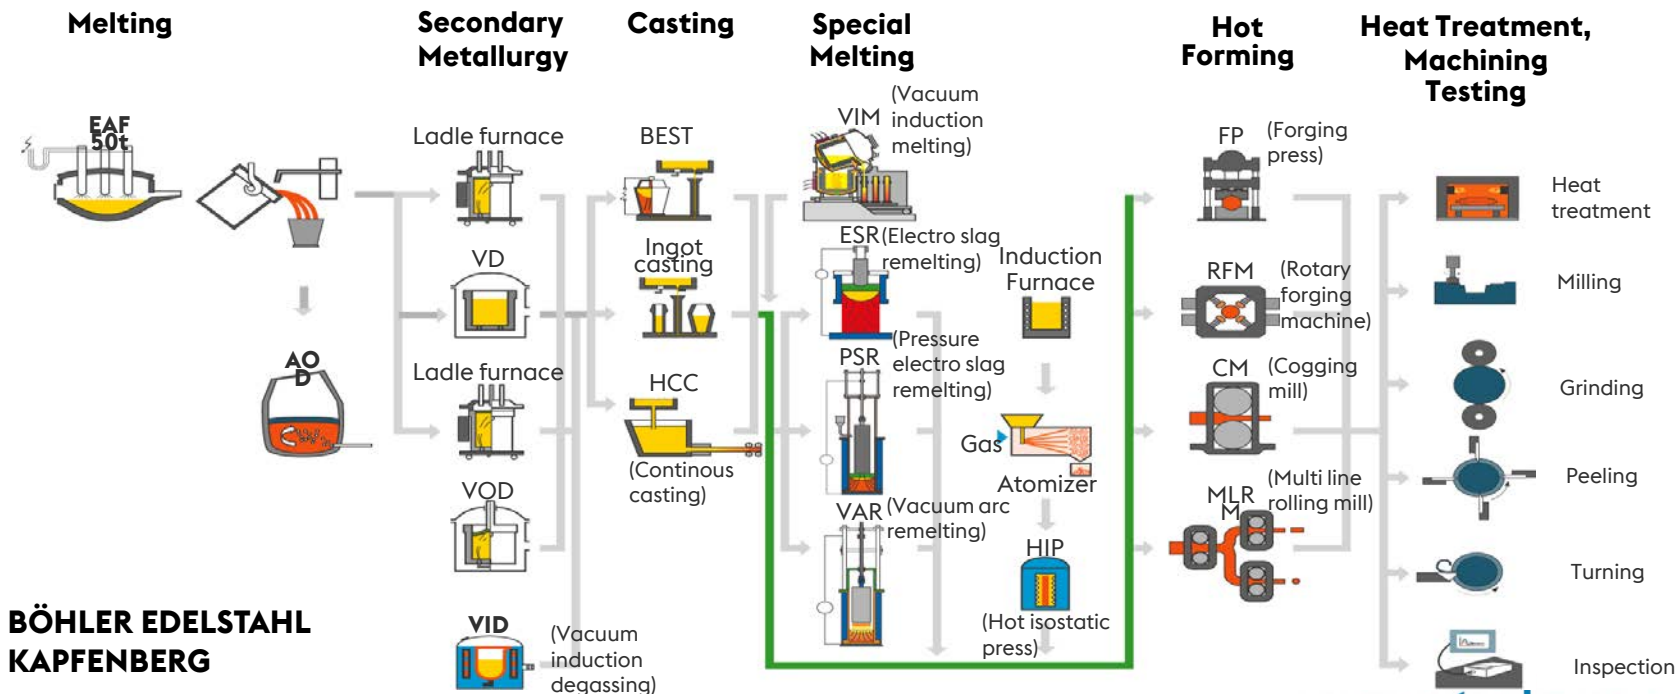 Melting
Secondary
Metallurgy
Casting
Special
Melting
Hot
Forming
Heat Treatment,
Machining
Testing
EAF
50t
AO
D
Ladle furnace
VD
Ladle furnace
VOD
VID
(Vacuum
induction
degassing)
BEST
Ingot
casting
HCC
(Continous
casting)
VIM
(Vacuum
induction
melting)
ESR
(Electro slag
remelting)
PSR
(Pressure
electro slag
remelting)
VAR
(Vacuum arc
remelting)
Induction
Furnace
Gas
Atomizer
HIP
(Hot isostatic
press)
FP
(Forging
press)
RFM
(Rotary
forging
machine)
CM
(Cogging
mill)
MLR
M
(Multi line
rolling mill)
Heat
treatment
Milling
Grinding
Peeling
Turning
Inspection
BÖHLER EDELSTAHL
KAPFENBERG